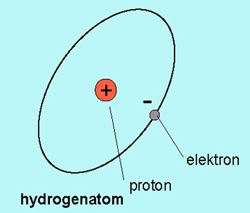 +
-
elektron
proton
hydrogenatom